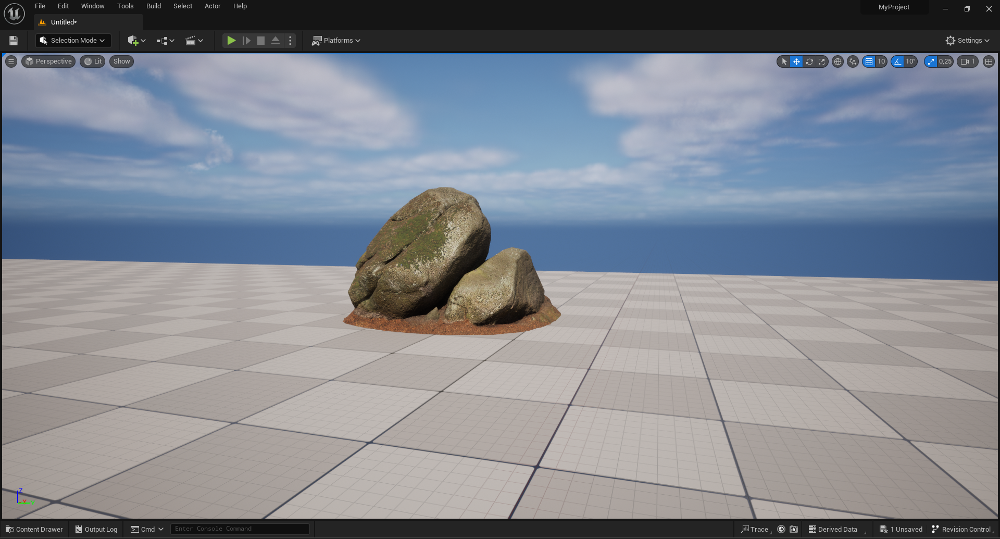 File Edit Window Tools Build Select Actor Help
MyProject
Untitled*
Selection Mode
Platforms
Settings
Perspective Lit Show
10 10° 0,25 1
Z
X
Content Drawer Output Log Cmd Enter Console Command
Trace Derived Data 1 Unsaved Revision Control